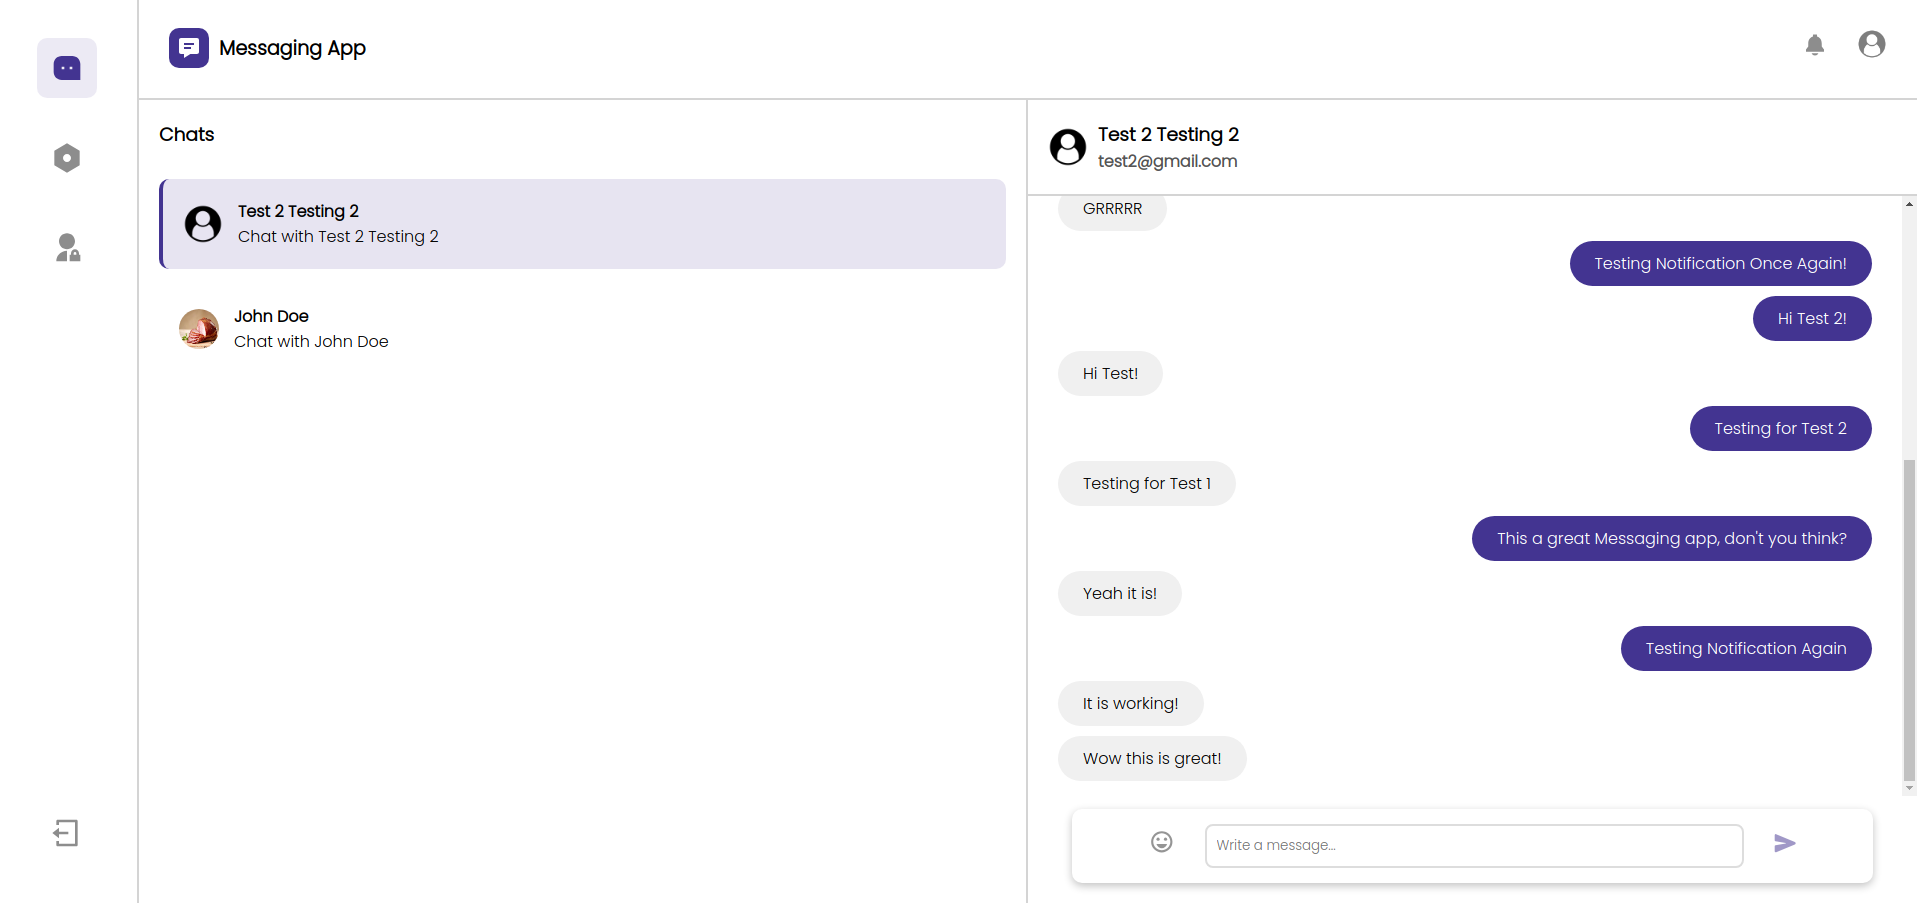 Messaging App
Chats
Test 2 Testing 2
Chat with Test 2 Testing 2
John Doe
Chat with John Doe
Test 2 Testing 2
test2@gmail.com
GRRRRR
Testing Notification Once Again!
Hi Test 2!
Hi Test!
Testing for Test 2
Testing for Test 1
This a great Messaging app, don't you think?
Yeah it is!
Testing Notification Again
It is working!
Wow this is great!
Write a message...